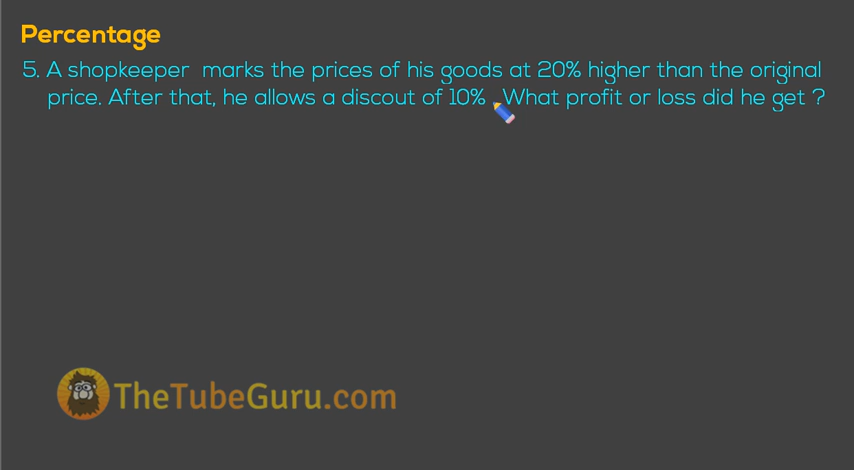 Percentage
5. A shopkeeper marks the prices of his goods at 20% higher than the original
price. After that, he allows a discout of 10% . What profit or loss did he get ?
TheTubeGuru.com